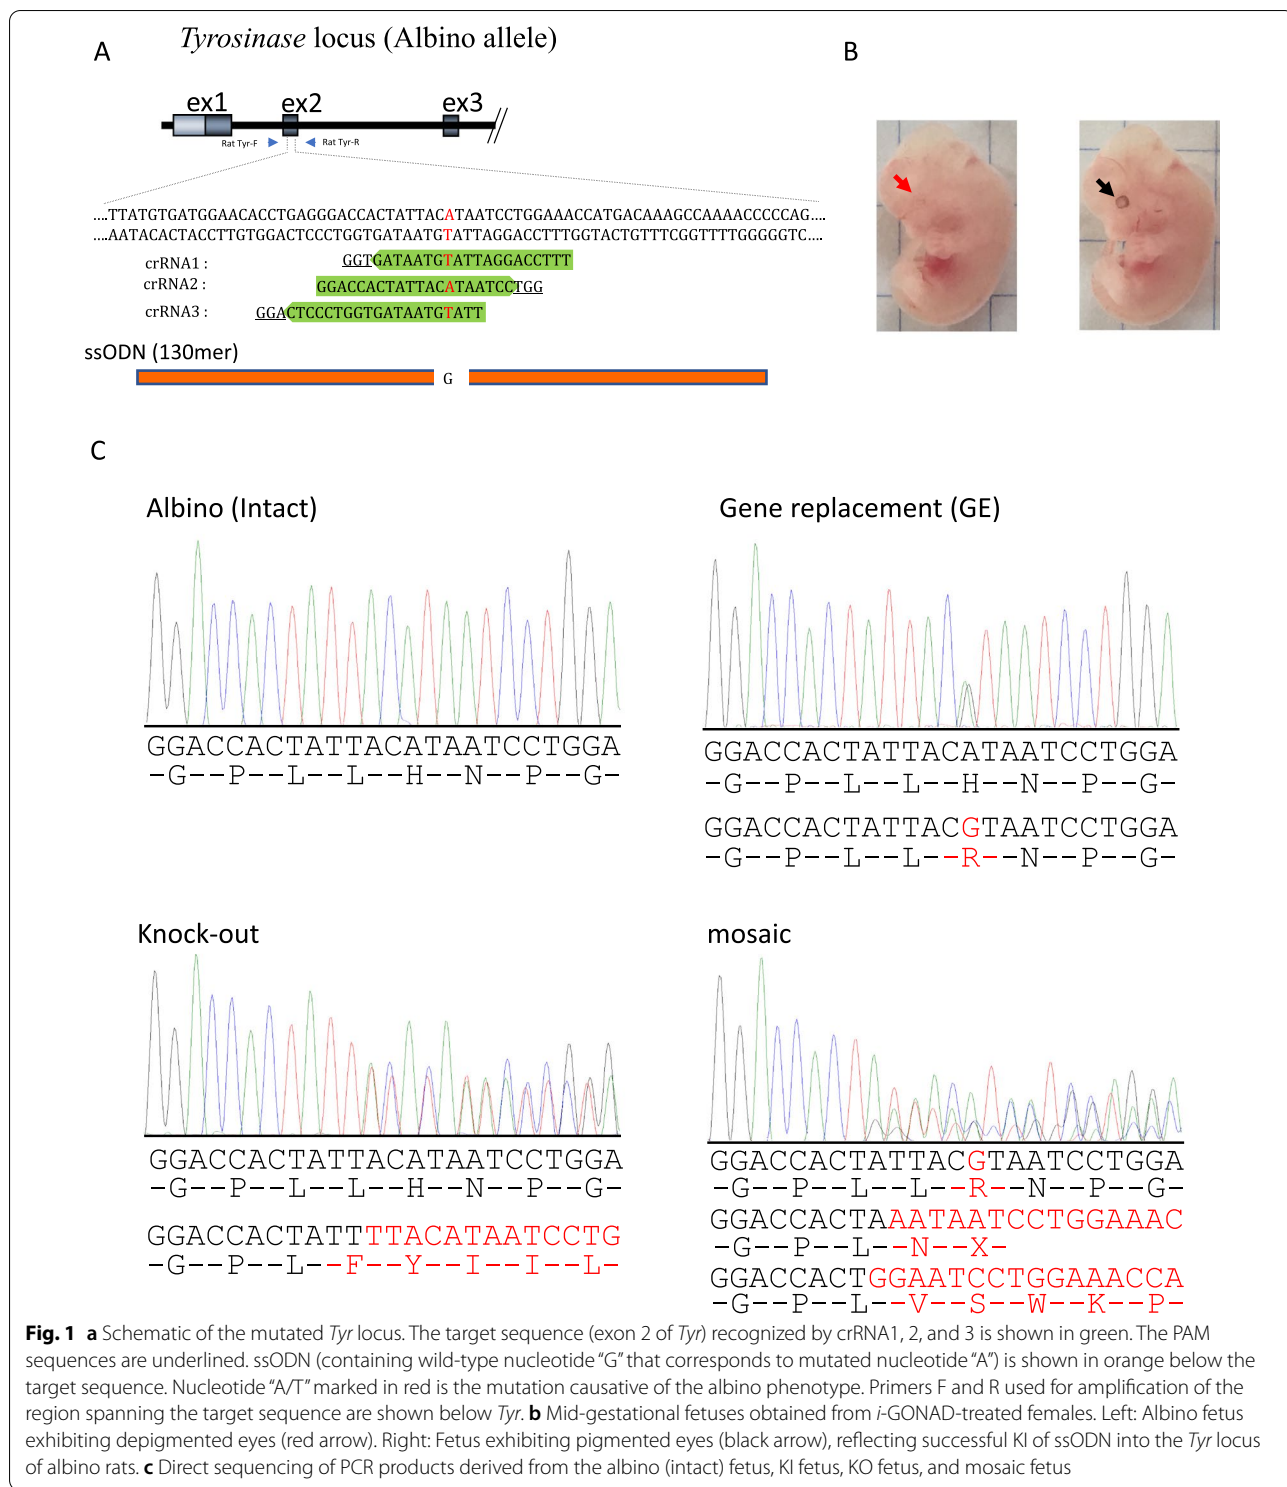 A
Tyrosinase locus (Albino allele)
ex1
ex2
ex3
Rat Tyr-F
Rat Tyr-R
....TTATGTGATGGAACACCTGAGGGACCACTATTACATAATCCTGGAAACCATGACAAAGCCAAAACCCCCAG....
....AATACACTACCTTGTGGACTCCCTGGTGATAATGTATTAGGACCTTTGGTACTGTTTCGGTTTTGGGGGTC....
crRNA1 : GGTGATAATGTATTAGGACCTTT
crRNA2 : GGACCACTATTACATAATCCTGG
crRNA3 : GGACTCCCTGGTGATAATGTATT
ssODN (130mer)
G
B
C
Albino (Intact)
GGACCACTATTACATAATCCTGGA
-G--P--L--L--H--N--P--G-
Gene replacement (GE)
GGACCACTATTACATAATCCTGGA
-G--P--L--L--H--N--P--G-
GGACCACTATTACGTAATCCTGGA
-G--P--L--L--R--N--P--G-
Knock-out
GGACCACTATTACATAATCCTGGA
-G--P--L--L--H--N--P--G-
GGACCACTATTTTACATAATCCTG
-G--P--L--F--Y--I--I--L-
mosaic
GGACCACTATTACGTAATCCTGGA
-G--P--L--L--R--N--P--G-
GGACCACTAAATAATCCTGGAAAC
-G--P--L--N--X-
GGACCACTGGAATCCTGGAAACCA
-G--P--L--V--S--W--K--P-
Fig. 1 a Schematic of the mutated Tyr locus. The target sequence (exon 2 of Tyr) recognized by crRNA1, 2, and 3 is shown in green. The PAM
sequences are underlined. ssODN (containing wild-type nucleotide “G” that corresponds to mutated nucleotide “A”) is shown in orange below the
target sequence. Nucleotide “A/T” marked in red is the mutation causative of the albino phenotype. Primers F and R used for amplification of the
region spanning the target sequence are shown below Tyr. b Mid-gestational fetuses obtained from i-GONAD-treated females. Left: Albino fetus
exhibiting depigmented eyes (red arrow). Right: Fetus exhibiting pigmented eyes (black arrow), reflecting successful KI of ssODN into the Tyr locus
of albino rats. c Direct sequencing of PCR products derived from the albino (intact) fetus, KI fetus, KO fetus, and mosaic fetus